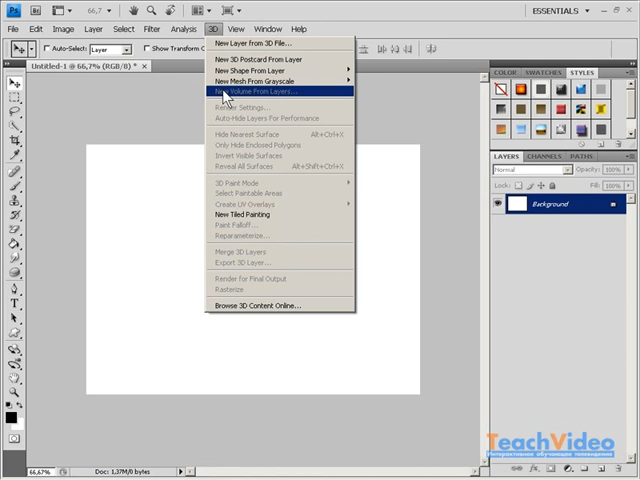 Ps Br 66,7 ESSENTIALS
File Edit Image Layer Select Filter Analysis 3D View Window Help
Auto-Select: Layer Show Transform C
Untitled-1 @ 66,7% (RGB/8) *
New Layer from 3D File...
New 3D Postcard From Layer
New Shape From Layer
New Mesh From Grayscale
New Volume From Layers...
Render Settings...
Auto-Hide Layers For Performance
Hide Nearest Surface Alt+Ctrl+X
Only Hide Enclosed Polygons
Invert Visible Surfaces
Reveal All Surfaces Alt+Shift+Ctrl+X
3D Paint Mode
Select Paintable Areas
Create UV Overlays
New Tiled Painting
Paint Falloff...
Reparameterize...
Merge 3D Layers
Export 3D Layer...
Render for Final Output
Rasterize
Browse 3D Content Online...
COLOR SWATCHES STYLES
LAYERS CHANNELS PATHS
Normal Opacity: 100%
Lock: Fill: 100%
Background
66,67% Doc: 1,37M/0 bytes
TeachVideo
Интерактивное обучающее телевидение